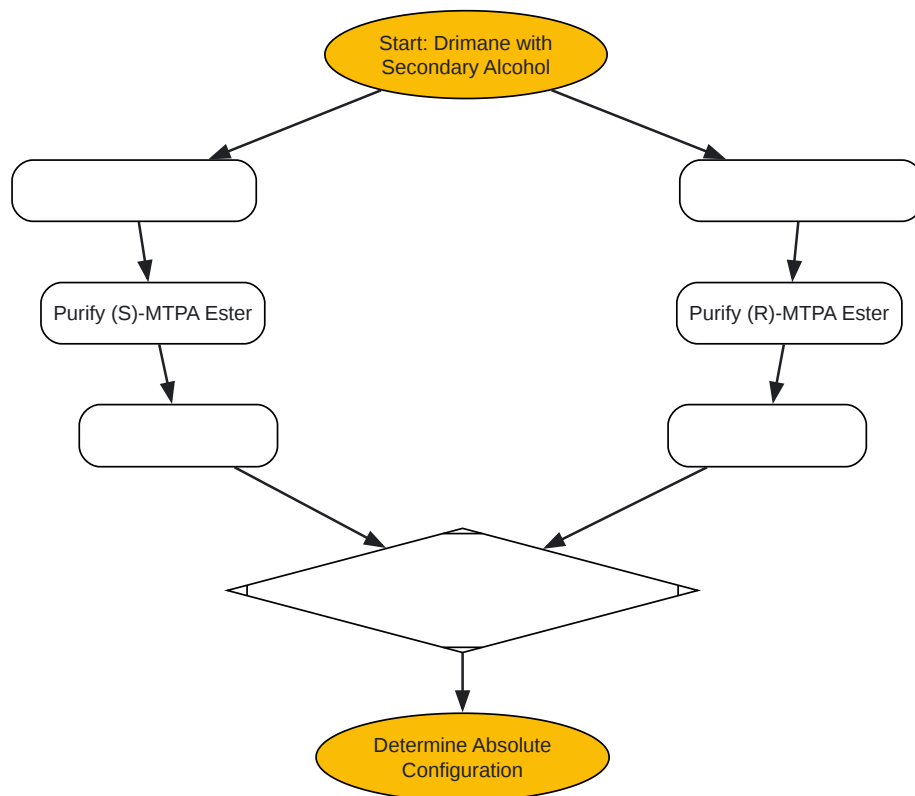 Start: Drimane with
Secondary Alcohol
Purify (S)-MTPA Ester
Purify (R)-MTPA Ester
Determine Absolute
Configuration